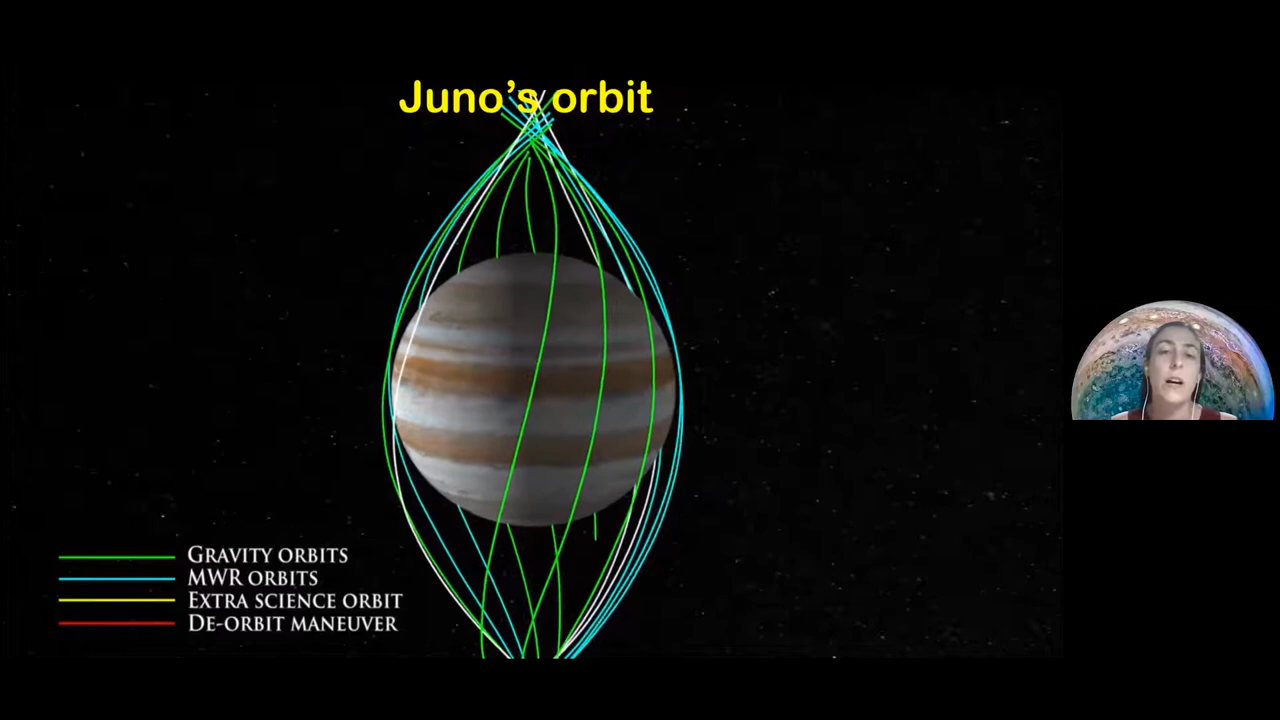 Juno's orbit
GRAVITY ORBITS
MWR ORBITS
EXTRA SCIENCE ORBIT
DE-ORBIT MANEUVER